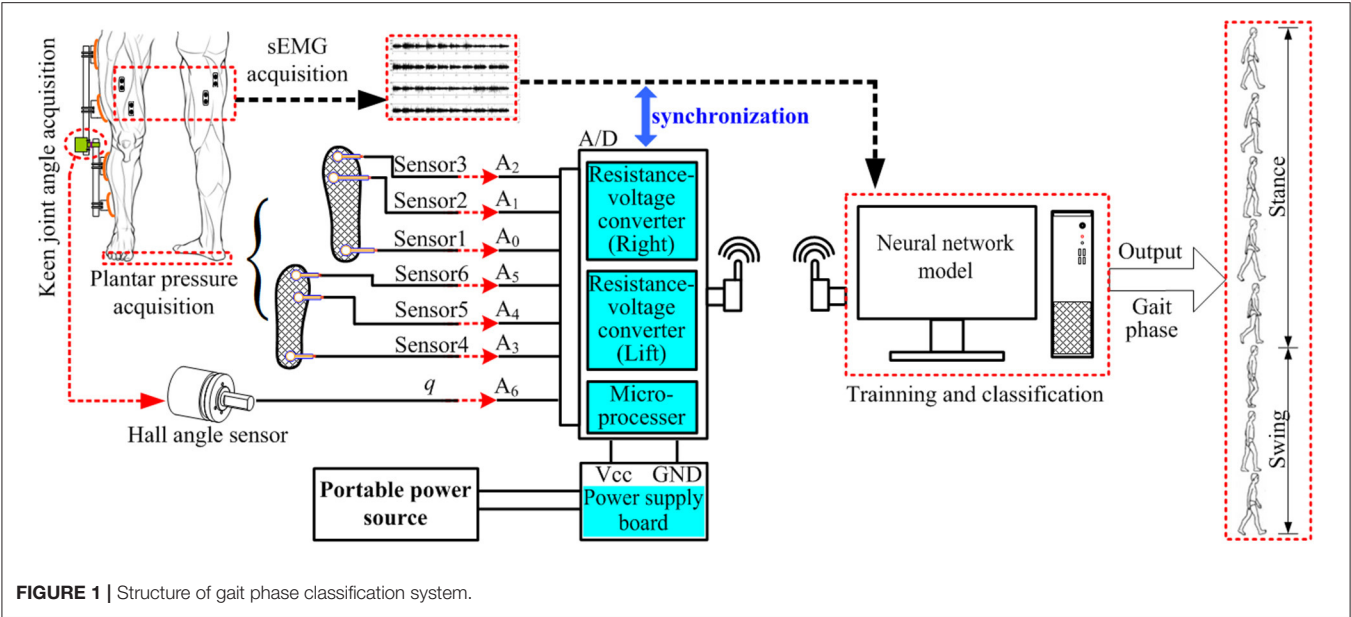 Keen joint angle acquisition
sEMG
acquisition
synchronization
A/D
Plantar pressure
acquisition
Sensor3
A₂
Sensor2
A₁
Sensor1
A₀
Sensor6
A₅
Sensor5
A₄
Sensor4
A₃
q
A₆
Hall angle sensor
Resistance-
voltage
converter
(Right)
Resistance-
voltage
converter
(Lift)
Micro-
processer
Vcc
GND
Power supply
board
Portable power
source
Neural network
model
Trainning and classification
Output
Gait
phase
Stance
Swing
FIGURE 1 | Structure of gait phase classification system.